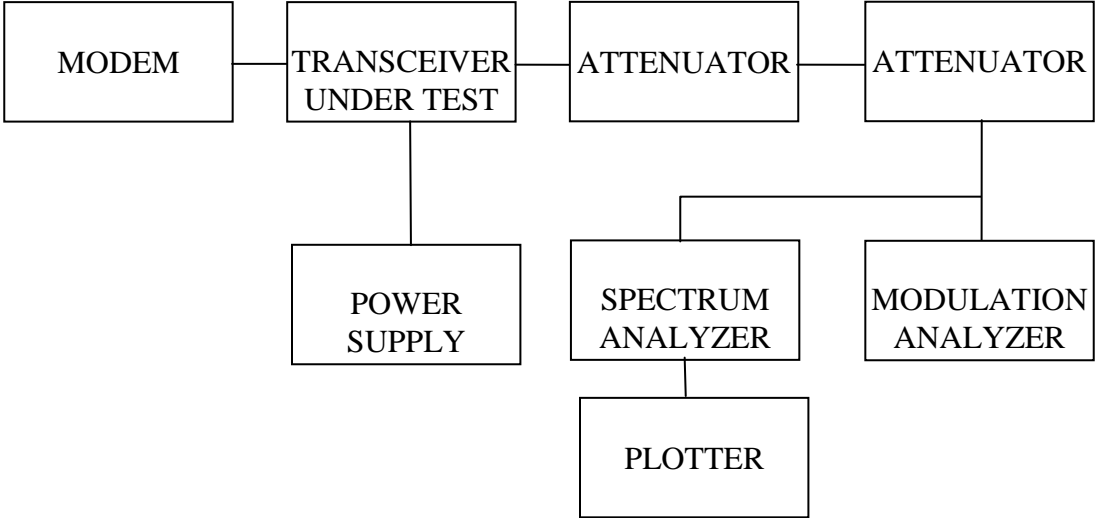 MODEM
TRANSCEIVER
UNDER TEST
ATTENUATOR
ATTENUATOR
POWER
SUPPLY
SPECTRUM
ANALYZER
MODULATION
ANALYZER
PLOTTER